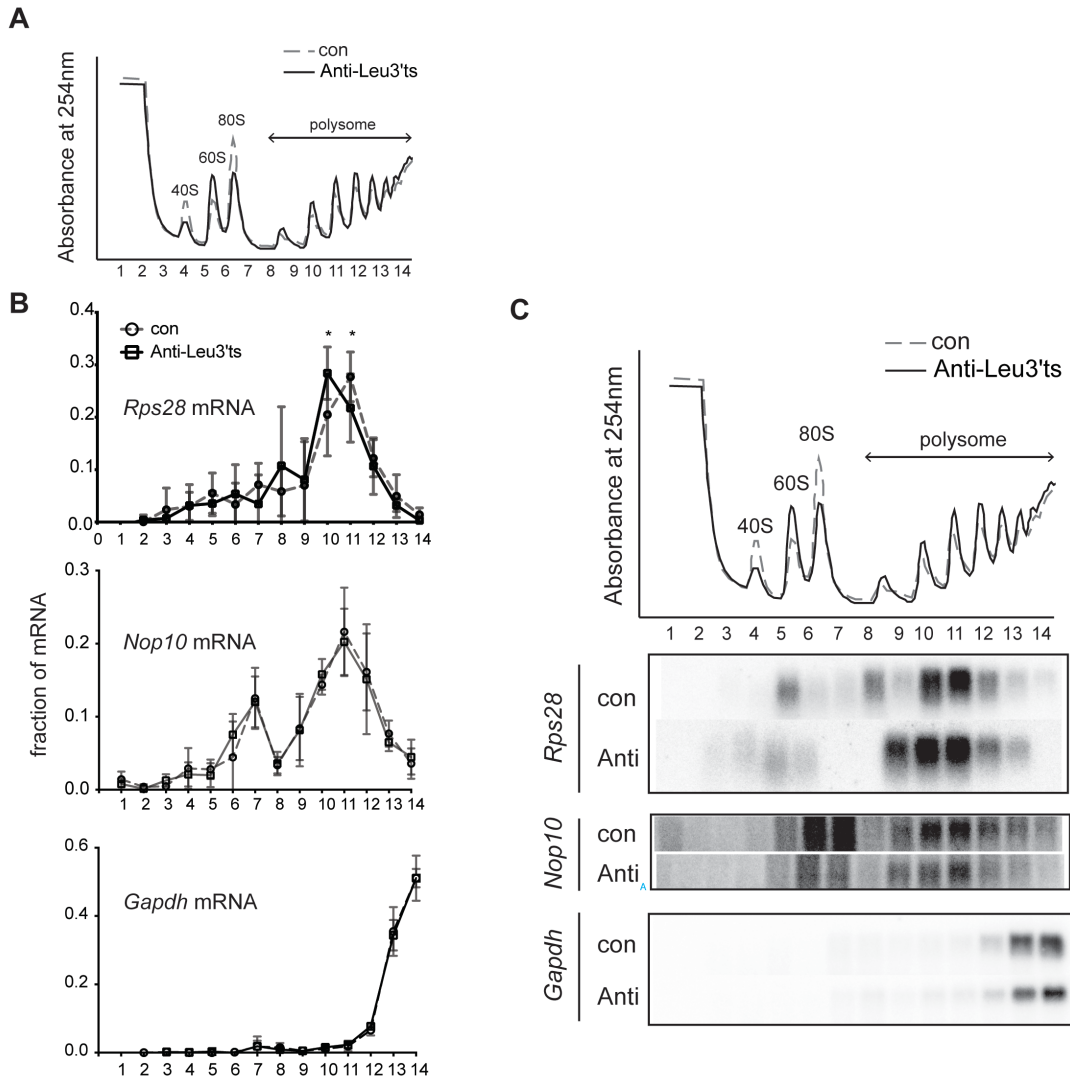 A
con
Anti-Leu3'ts
Absorbance at 254nm
polysome
80S
60S
40S
1 2 3 4 5 6 7 8 9 10 11 12 13 14
B
0.4
0.3
0.2
0.1
0.0
con
Anti-Leu3'ts
* *
Rps28 mRNA
0 1 2 3 4 5 6 7 8 9 10 11 12 13 14
fraction of mRNA
0.3
0.2
0.1
0.0
Nop10 mRNA
1 2 3 4 5 6 7 8 9 10 11 12 13 14
0.6
0.4
0.2
0.0
Gapdh mRNA
1 2 3 4 5 6 7 8 9 10 11 12 13 14
C
con
Anti-Leu3'ts
Absorbance at 254nm
polysome
80S
60S
40S
1 2 3 4 5 6 7 8 9 10 11 12 13 14
Rps28
con
Anti
Nop10
con
Anti
A
Gapdh
con
Anti